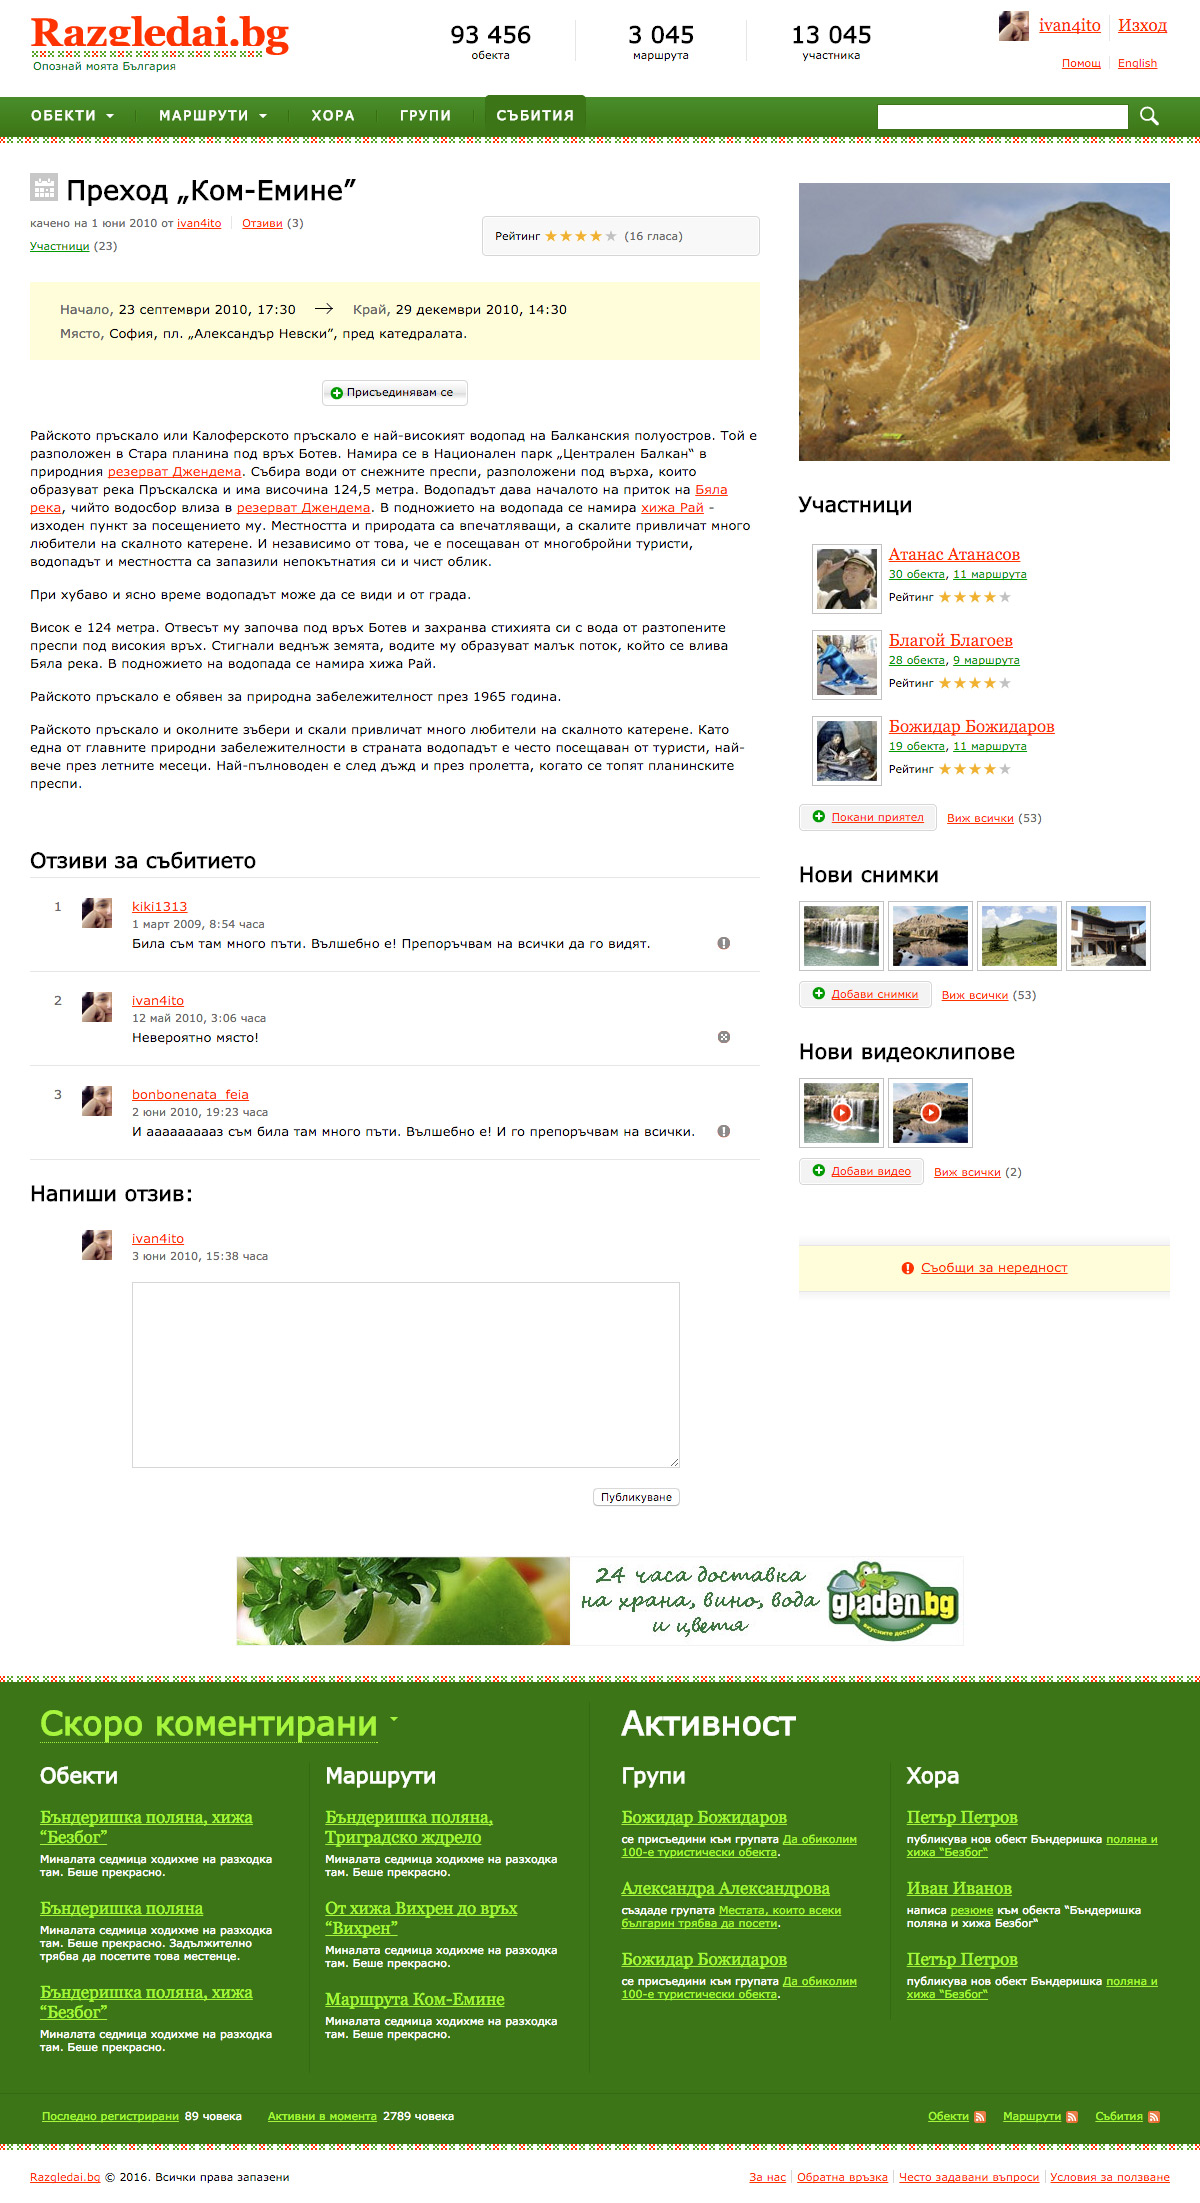 Razgledai.bg
Опознай моята България
93 456
обекта
3 045
маршрута
13 045
участника
ivan4ito Изход
Помощ English
ОБЕКТИ МАРШРУТИ ХОРА ГРУПИ СЪБИТИЯ
Преход „Ком-Емине”
качено на 1 юни 2010 от ivan4ito Отзиви (3)
Участници (23)
Рейтинг (16 гласа)
Начало, 23 септември 2010, 17:30 → Край, 29 декември 2010, 14:30
Място, София, пл. „Александър Невски”, пред катедралата.
Присъединявам се
Райското пръскало или Калоферското пръскало е най-високият водопад на Балканския полуостров. Той е
разположен в Стара планина под връх Ботев. Намира се в Национален парк „Централен Балкан“ в
природния резерват Джендема. Събира води от снежните преспи, разположени под върха, които
образуват река Пръскалска и има височина 124,5 метра. Водопадът дава началото на приток на Бяла
река, чийто водосбор влиза в резерват Джендема. В подножието на водопада се намира хижа Рай -
изходен пункт за посещението му. Местността и природата са впечатляващи, а скалите привличат много
любители на скалното катерене. И независимо от това, че е посещаван от многобройни туристи,
водопадът и местността са запазили непокътнатия си и чист облик.
При хубаво и ясно време водопадът може да се види и от града.
Висок е 124 метра. Отвесът му започва под връх Ботев и захранва стихията си с вода от разтопените
преспи под високия връх. Стигнали веднъж земята, водите му образуват малък поток, който се влива
Бяла река. В подножието на водопада се намира хижа Рай.
Райското пръскало е обявен за природна забележителност през 1965 година.
Райското пръскало и околните зъбери и скали привличат много любители на скалното катерене. Като
една от главните природни забележителности в страната водопадът е често посещаван от туристи, най-
вече през летните месеци. Най-пълноводен е след дъжд и през пролетта, когато се топят планинските
преспи.
Отзиви за събитието
1 kiki1313
1 март 2009, 8:54 часа
Била съм там много пъти. Вълшебно е! Препоръчвам на всички да го видят.
2 ivan4ito
12 май 2010, 3:06 часа
Невероятно място!
3 bonbonenata_feia
2 юни 2010, 19:23 часа
И аааааааааз съм била там много пъти. Вълшебно е! И го препоръчвам на всички.
Напиши отзив:
ivan4ito
3 юни 2010, 15:38 часа
Публикуване
Участници
Атанас Атанасов
30 обекта, 11 маршрута
Рейтинг
Благой Благоев
28 обекта, 9 маршрута
Рейтинг
Божидар Божидаров
19 обекта, 11 маршрута
Рейтинг
Покани приятел Виж всички (53)
Нови снимки
Добави снимки Виж всички (53)
Нови видеоклипове
Добави видео Виж всички (2)
Съобщи за нередност
24 часа доставка
на храна, вино, вода
и цветя
gladen.bg
вкусните доставки
Скоро коментирани
Обекти
Бъндеришка поляна, хижа
“Безбог”
Миналата седмица ходихме на разходка
там. Беше прекрасно.
Бъндеришка поляна
Миналата седмица ходихме на разходка
там. Беше прекрасно. Задължително
трябва да посетите това местенце.
Бъндеришка поляна, хижа
“Безбог”
Миналата седмица ходихме на разходка
там. Беше прекрасно.
Маршрути
Бъндеришка поляна,
Триградско ждрело
Миналата седмица ходихме на разходка
там. Беше прекрасно.
От хижа Вихрен до връх
“Вихрен”
Миналата седмица ходихме на разходка
там. Беше прекрасно.
Маршрута Ком-Емине
Миналата седмица ходихме на разходка
там. Беше прекрасно.
Активност
Групи
Божидар Божидаров
се присъедини към групата Да обиколим
100-е туристически обекта.
Александра Александрова
създаде групата Местата, които всеки
българин трябва да посети.
Божидар Божидаров
се присъедини към групата Да обиколим
100-е туристически обекта.
Хора
Петър Петров
публикува нов обект Бъндеришка поляна и
хижа “Безбог“
Иван Иванов
написа резюме към обекта “Бъндеришка
поляна и хижа Безбог“
Петър Петров
публикува нов обект Бъндеришка поляна и
хижа “Безбог“
Последно регистрирани 89 човека Активни в момента 2789 човека
Обекти Маршрути Събития
Razgledai.bg © 2016. Всички права запазени
За нас Обратна връзка Често задавани въпроси Условия за ползване